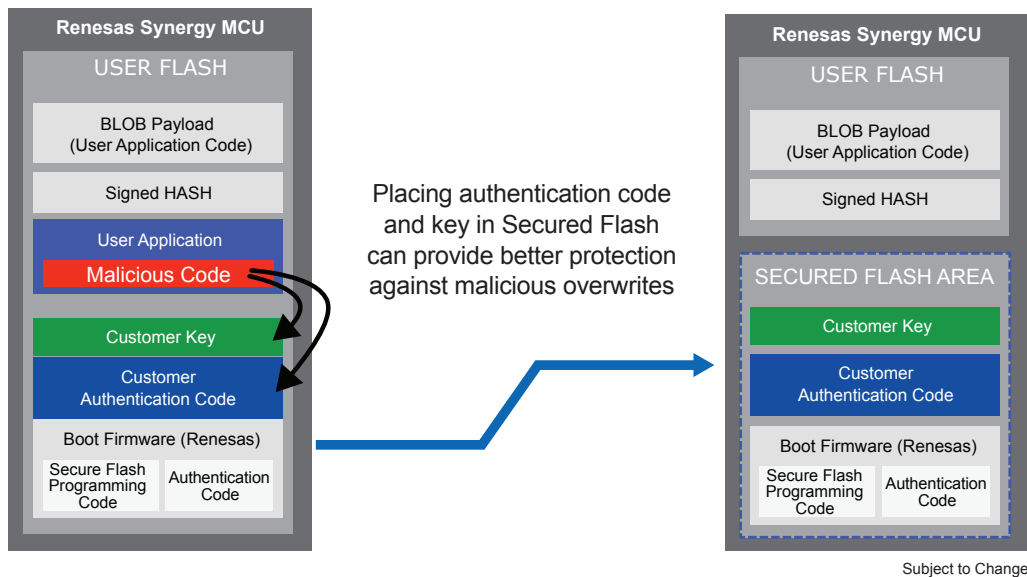 Renesas Synergy MCU
USER FLASH
BLOB Payload
(User Application Code)
Signed HASH
User Application
Malicious Code
Customer Key
Customer
Authentication Code
Boot Firmware (Renesas)
Secure Flash
Programming
Code
Authentication
Code
Placing authentication code
and key in Secured Flash
can provide better protection
against malicious overwrites
Renesas Synergy MCU
USER FLASH
BLOB Payload
(User Application Code)
Signed HASH
SECURED FLASH AREA
Customer Key
Customer
Authentication Code
Boot Firmware (Renesas)
Secure Flash
Programming
Code
Authentication
Code
Subject to Change